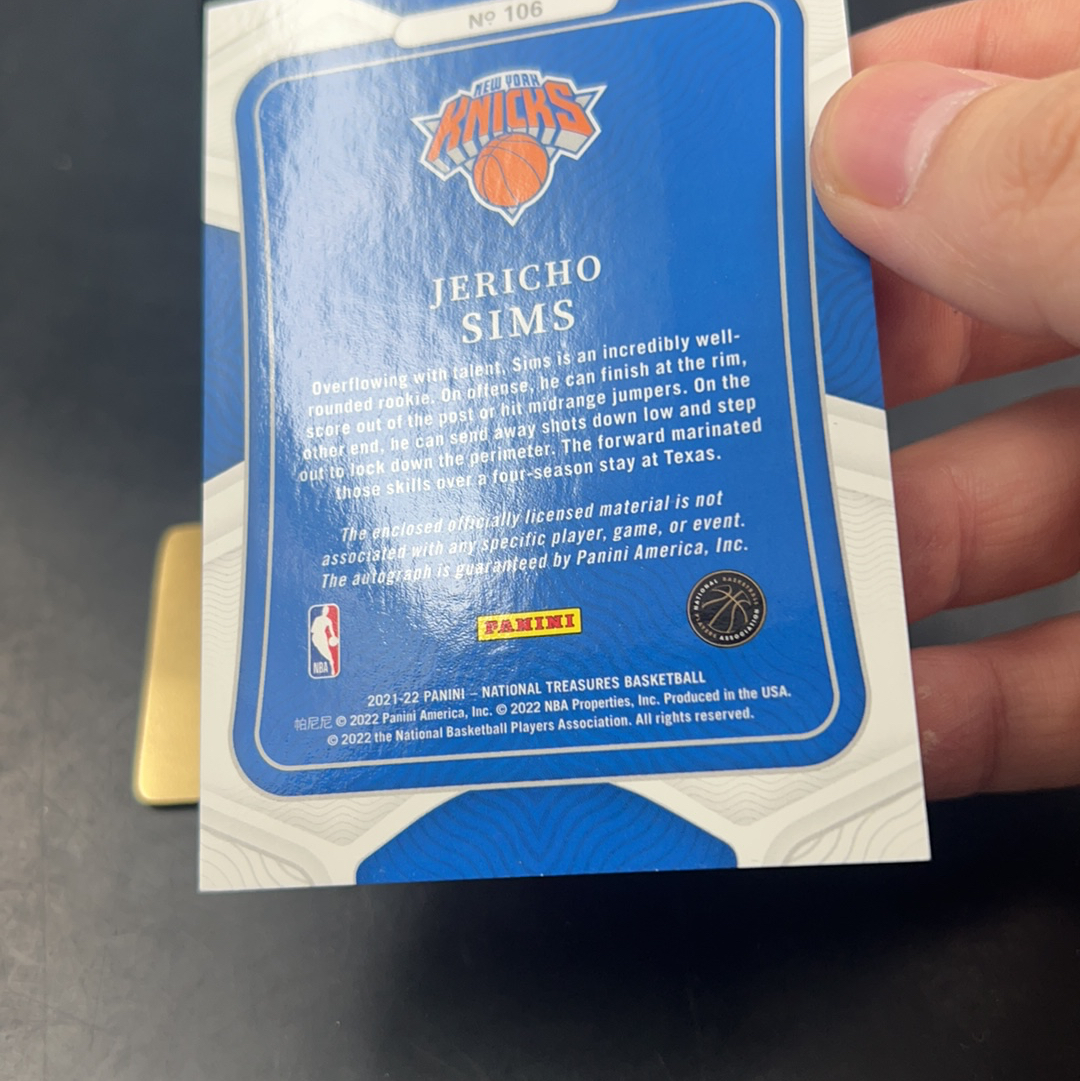 Nº 106
NEW YORK
KNICKS
JERICHO
SIMS
Overflowing with talent, Sims is an incredibly well-
rounded rookie. On offense, he can finish at the rim,
score out of the post or hit midrange jumpers. On the
other end, he can send away shots down low and step
out to lock down the perimeter. The forward marinated
those skills over a four-season stay at Texas.
The enclosed officially licensed material is not
associated with any specific player, game, or event.
The autograph is guaranteed by Panini America, Inc.
NBA
PANINI
NATIONAL BASKETBALL
PLAYERS ASSOCIATION
2021-22 PANINI – NATIONAL TREASURES BASKETBALL
帕尼尼 © 2022 Panini America, Inc. © 2022 NBA Properties, Inc. Produced in the USA.
© 2022 the National Basketball Players Association. All rights reserved.